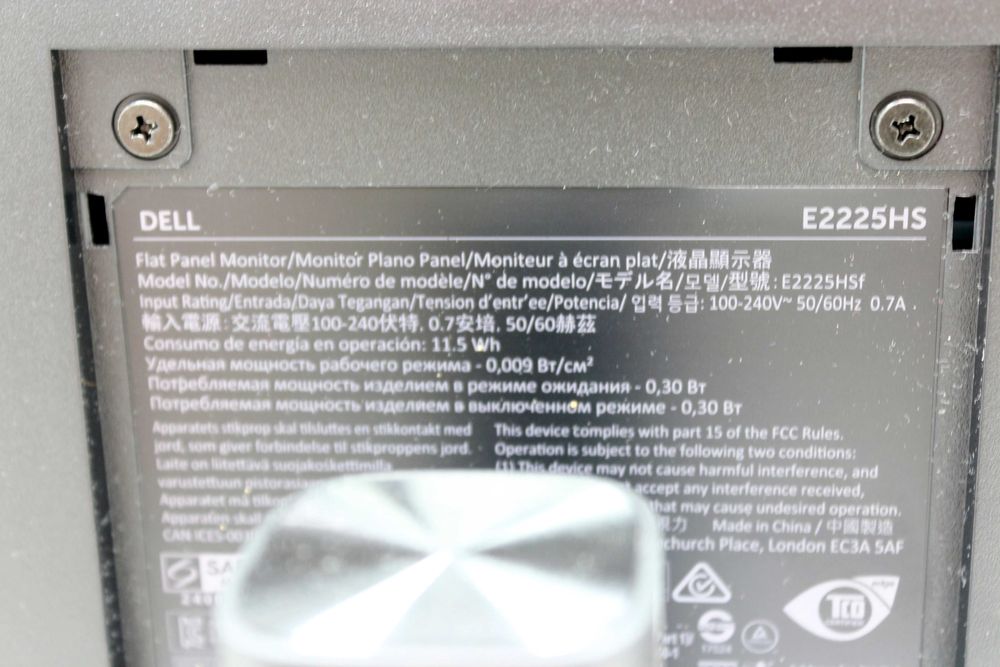 DELL E2225HS
Flat Panel Monitor/Monitor Plano Panel/Moniteur à écran plat/液晶顯示器
Model No./Modelo/Numéro de modèle/N° de modelo/モデル名/모델/型號: E2225HSf
Input Rating/Entrada/Daya Tegangan/Tension d'entr'ee/Potencia/ 입력 등급: 100-240V~ 50/60Hz 0.7A .
輸入電源: 交流電壓100-240伏特, 0.7安培, 50/60赫茲
Consumo de energía en operación: 11.5 Wh
Удельная мощность рабочего режима - 0,009 Вт/см²
Потребляемая мощность изделием в режиме ожидания - 0,30 Вт
Потребляемая мощность изделием в выключенном режиме - 0,30 Вт
Apparatets stikprop skal tilsluttes en stikkontakt med
jord, som giver forbindelse til stikproppens jord.
Laite on liitettävä suojakoskettimilla
varustettuun
Apparatet må
Apparaten skall
This device complies with part 15 of the FCC Rules.
Operation is subject to the following two conditions:
(1) This device may not cause harmful interference, and
accept any interference received,
that may cause undesired operation.
Made in China / 中國製造
church Place, London EC3A 5AF
TCO
CERTIFIED
edge